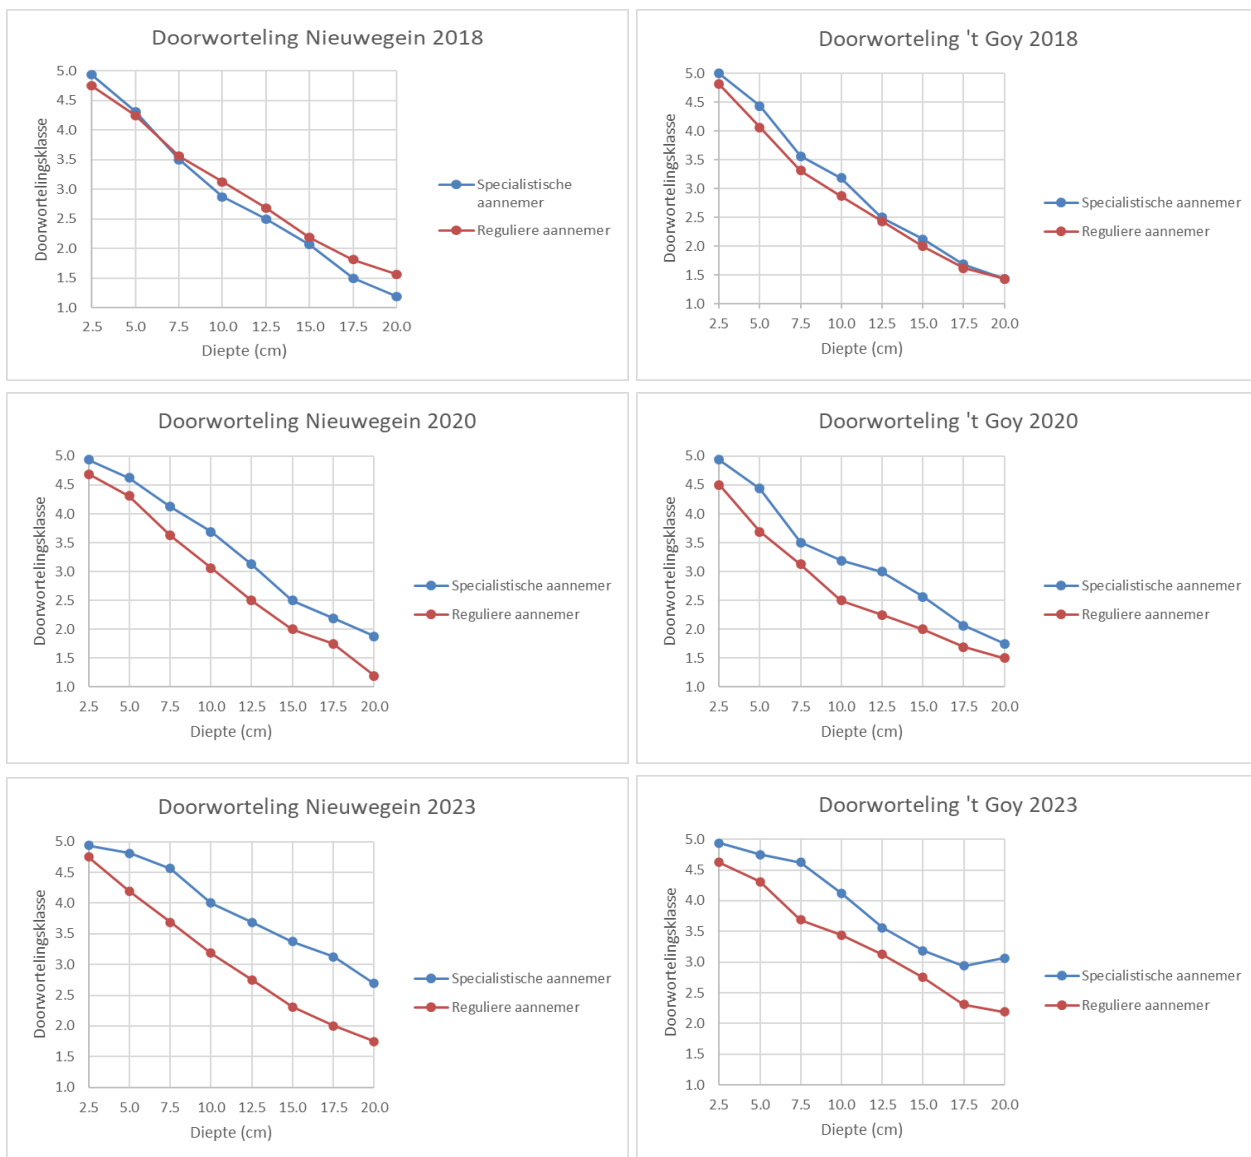 Doorworteling Nieuwegein 2018
Doorwortelingsklasse
5.0
4.5
4.0
3.5
3.0
2.5
2.0
1.5
1.0
2.5 5.0 7.5 10.0 12.5 15.0 17.5 20.0
Diepte (cm)
Specialistische
aannemer
Reguliere aannemer
Doorworteling 't Goy 2018
Doorwortelingsklasse
5.0
4.5
4.0
3.5
3.0
2.5
2.0
1.5
1.0
2.5 5.0 7.5 10.0 12.5 15.0 17.5 20.0
Diepte (cm)
Specialistische aannemer
Reguliere aannemer
Doorworteling Nieuwegein 2020
Doorwortelingsklasse
5.0
4.5
4.0
3.5
3.0
2.5
2.0
1.5
1.0
2.5 5.0 7.5 10.0 12.5 15.0 17.5 20.0
Diepte (cm)
Specialistische aannemer
Reguliere aannemer
Doorworteling 't Goy 2020
Doorwortelingsklasse
5.0
4.5
4.0
3.5
3.0
2.5
2.0
1.5
1.0
2.5 5.0 7.5 10.0 12.5 15.0 17.5 20.0
Diepte (cm)
Specialistische aannemer
Reguliere aannemer
Doorworteling Nieuwegein 2023
Doorwortelingsklasse
5.0
4.5
4.0
3.5
3.0
2.5
2.0
1.5
1.0
2.5 5.0 7.5 10.0 12.5 15.0 17.5 20.0
Diepte (cm)
Specialistische aannemer
Reguliere aannemer
Doorworteling 't Goy 2023
Doorwortelingsklasse
5.0
4.5
4.0
3.5
3.0
2.5
2.0
1.5
1.0
2.5 5.0 7.5 10.0 12.5 15.0 17.5 20.0
Diepte (cm)
Specialistische aannemer
Reguliere aannemer